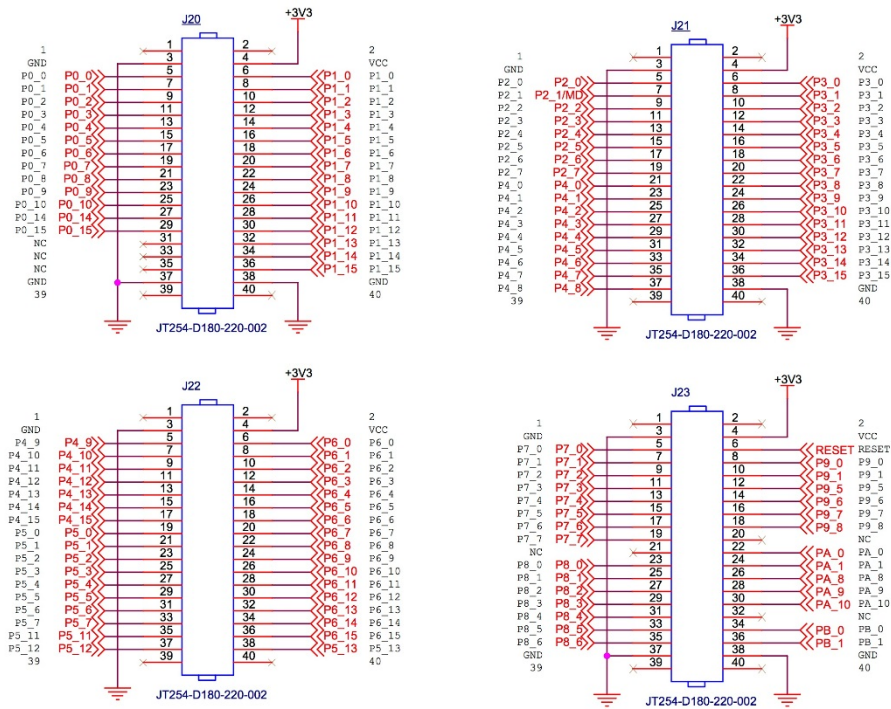 J20
+3V3
1 1 2 2
GND 3 4 VCC
P0_0 P0_0 5 6 P1_0 P1_0
P0_1 P0_1 7 8 P1_1 P1_1
P0_2 P0_2 9 10 P1_2 P1_2
P0_3 P0_3 11 12 P1_3 P1_3
P0_4 P0_4 13 14 P1_4 P1_4
P0_5 P0_5 15 16 P1_5 P1_5
P0_6 P0_6 17 18 P1_6 P1_6
P0_7 P0_7 19 20 P1_7 P1_7
P0_8 P0_8 21 22 P1_8 P1_8
P0_9 P0_9 23 24 P1_9 P1_9
P0_10 P0_10 25 26 P1_10 P1_10
P0_14 P0_14 27 28 P1_11 P1_11
P0_15 P0_15 29 30 P1_12 P1_12
NC 31 32 P1_13 P1_13
NC 33 34 P1_14 P1_14
NC 35 36 P1_15 P1_15
GND 37 38 GND
39 39 40 40
JT254-D180-220-002
J21
+3V3
1 1 2 2
GND 3 4 VCC
P2_0 P2_0 5 6 P3_0 P3_0
P2_1 P2_1/MD 7 8 P3_1 P3_1
P2_2 P2_2 9 10 P3_2 P3_2
P2_3 P2_3 11 12 P3_3 P3_3
P2_4 P2_4 13 14 P3_4 P3_4
P2_5 P2_5 15 16 P3_5 P3_5
P2_6 P2_6 17 18 P3_6 P3_6
P2_7 P2_7 19 20 P3_7 P3_7
P4_0 P4_0 21 22 P3_8 P3_8
P4_1 P4_1 23 24 P3_9 P3_9
P4_2 P4_2 25 26 P3_10 P3_10
P4_3 P4_3 27 28 P3_11 P3_11
P4_4 P4_4 29 30 P3_12 P3_12
P4_5 P4_5 31 32 P3_13 P3_13
P4_6 P4_6 33 34 P3_14 P3_14
P4_7 P4_7 35 36 P3_15 P3_15
P4_8 P4_8 37 38 GND
39 39 40 40
JT254-D180-220-002
J22
+3V3
1 1 2 2
GND 3 4 VCC
P4_9 P4_9 5 6 P6_0 P6_0
P4_10 P4_10 7 8 P6_1 P6_1
P4_11 P4_11 9 10 P6_2 P6_2
P4_12 P4_12 11 12 P6_3 P6_3
P4_13 P4_13 13 14 P6_4 P6_4
P4_14 P4_14 15 16 P6_5 P6_5
P4_15 P4_15 17 18 P6_6 P6_6
P5_0 P5_0 19 20 P6_7 P6_7
P5_1 P5_1 21 22 P6_8 P6_8
P5_2 P5_2 23 24 P6_9 P6_9
P5_3 P5_3 25 26 P6_10 P6_10
P5_4 P5_4 27 28 P6_11 P6_11
P5_5 P5_5 29 30 P6_12 P6_12
P5_6 P5_6 31 32 P6_13 P6_13
P5_7 P5_7 33 34 P6_14 P6_14
P5_11 P5_11 35 36 P6_15 P6_15
P5_12 P5_12 37 38 P5_13 P5_13
39 39 40 40
JT254-D180-220-002
J23
+3V3
1 1 2 2
GND 3 4 VCC
P7_0 P7_0 5 6 RESET RESET
P7_1 P7_1 7 8 P9_0 P9_0
P7_2 P7_2 9 10 P9_1 P9_1
P7_3 P7_3 11 12 P9_5 P9_5
P7_4 P7_4 13 14 P9_6 P9_6
P7_5 P7_5 15 16 P9_7 P9_7
P7_6 P7_6 17 18 P9_8 P9_8
P7_7 P7_7 19 20 NC
NC 21 22 PA_0 PA_0
P8_0 P8_0 23 24 PA_1 PA_1
P8_1 P8_1 25 26 PA_8 PA_8
P8_2 P8_2 27 28 PA_9 PA_9
P8_3 P8_3 29 30 PA_10 PA_10
P8_4 P8_4 31 32 NC
P8_5 P8_5 33 34 PB_0 PB_0
P8_6 P8_6 35 36 PB_1 PB_1
GND 37 38 GND
39 39 40 40
JT254-D180-220-002